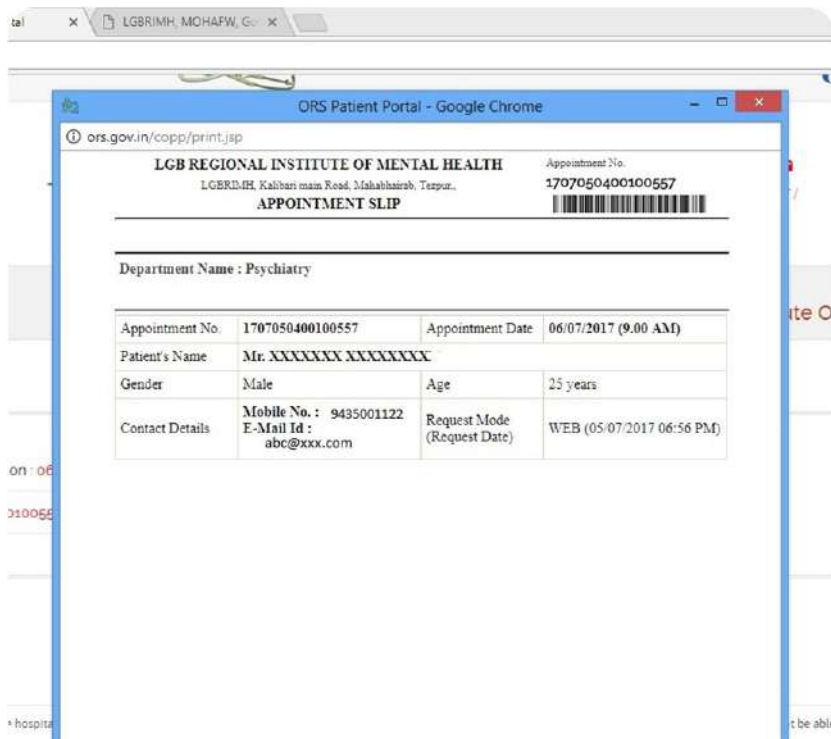 tal
LGBRIMH, MOHAFW, Go
ORS Patient Portal - Google Chrome
ors.gov.in/copp/print.jsp
LGB REGIONAL INSTITUTE OF MENTAL HEALTH
LGBRIMH, Kalibari main Road, Mahabhairab, Tezpur.,
APPOINTMENT SLIP
Appointment No.
1707050400100557
Department Name : Psychiatry
Appointment No. 1707050400100557 Appointment Date 06/07/2017 (9.00 AM)
Patient's Name Mr. XXXXXXX XXXXXXXX
Gender Male Age 25 years
Contact Details Mobile No. : 9435001122
E-Mail Id :
abc@xxx.com
Request Mode
(Request Date) WEB (05/07/2017 06:56 PM)
ute O
on : 06
010055
hospita
t be abl